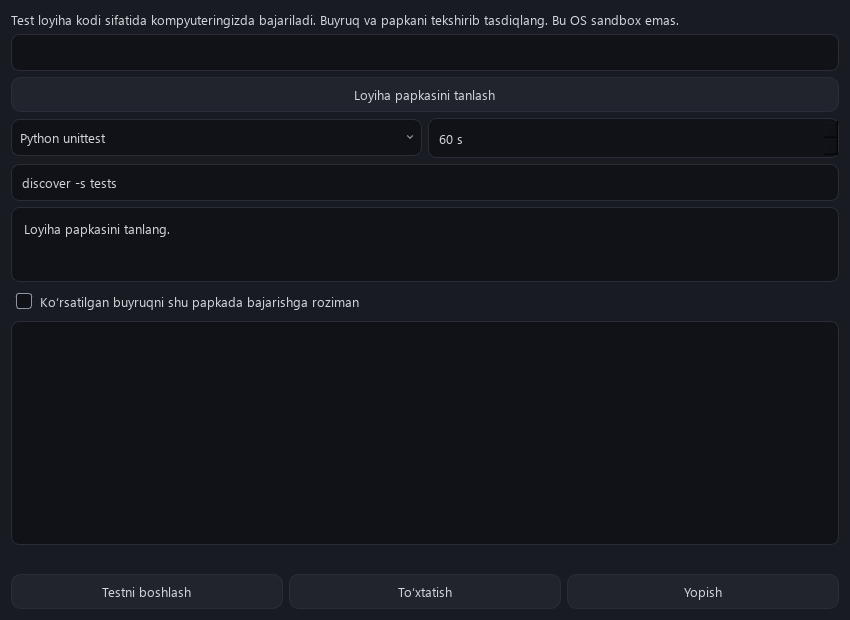 Test loyiha kodi sifatida kompyuteringizda bajariladi. Buyruq va papkani tekshirib tasdiqlang. Bu OS sandbox emas.
Loyiha papkasini tanlash
Python unittest
60 s
discover -s tests
Loyiha papkasini tanlang.
Ko‘rsatilgan buyruqni shu papkada bajarishga roziman
Testni boshlash
To‘xtatish
Yopish